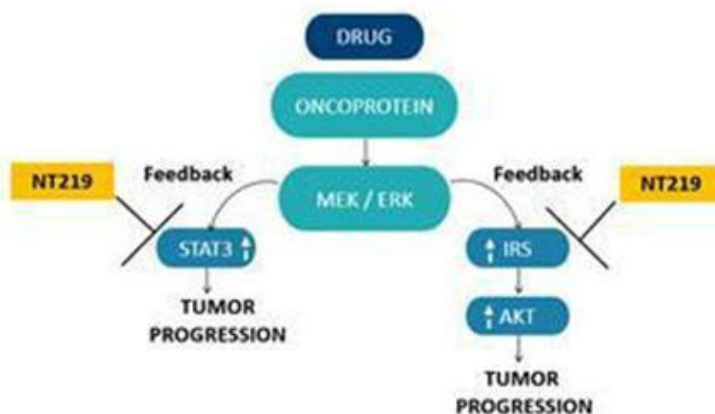 DRUG
ONCOPROTEIN
NT219
Feedback
Feedback
NT219
MEK / ERK
STAT3
IRS
TUMOR
PROGRESSION
AKT
TUMOR
PROGRESSION